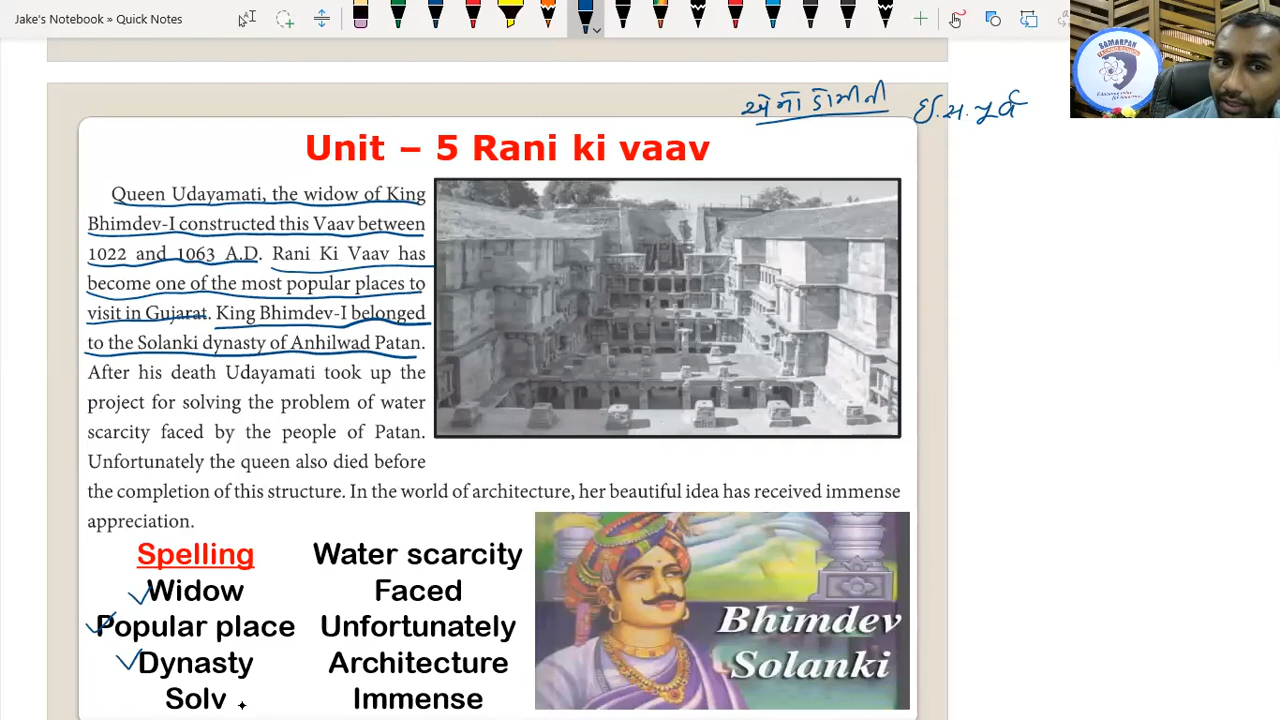 Jake's Notebook » Quick Notes
SAMARPAN
ઈ.સ.પૂર્વે
Unit – 5 Rani ki vaav
Queen Udayamati, the widow of King
Bhimdev-I constructed this Vaav between
1022 and 1063 A.D. Rani Ki Vaav has
become one of the most popular places to
visit in Gujarat. King Bhimdev-I belonged
to the Solanki dynasty of Anhilwad Patan.
After his death Udayamati took up the
project for solving the problem of water
scarcity faced by the people of Patan.
Unfortunately the queen also died before
the completion of this structure. In the world of architecture, her beautiful idea has received immense
appreciation.
Spelling
Widow
Popular place
Dynasty
Solv
Water scarcity
Faced
Unfortunately
Architecture
Immense
Bhimdev
Solanki